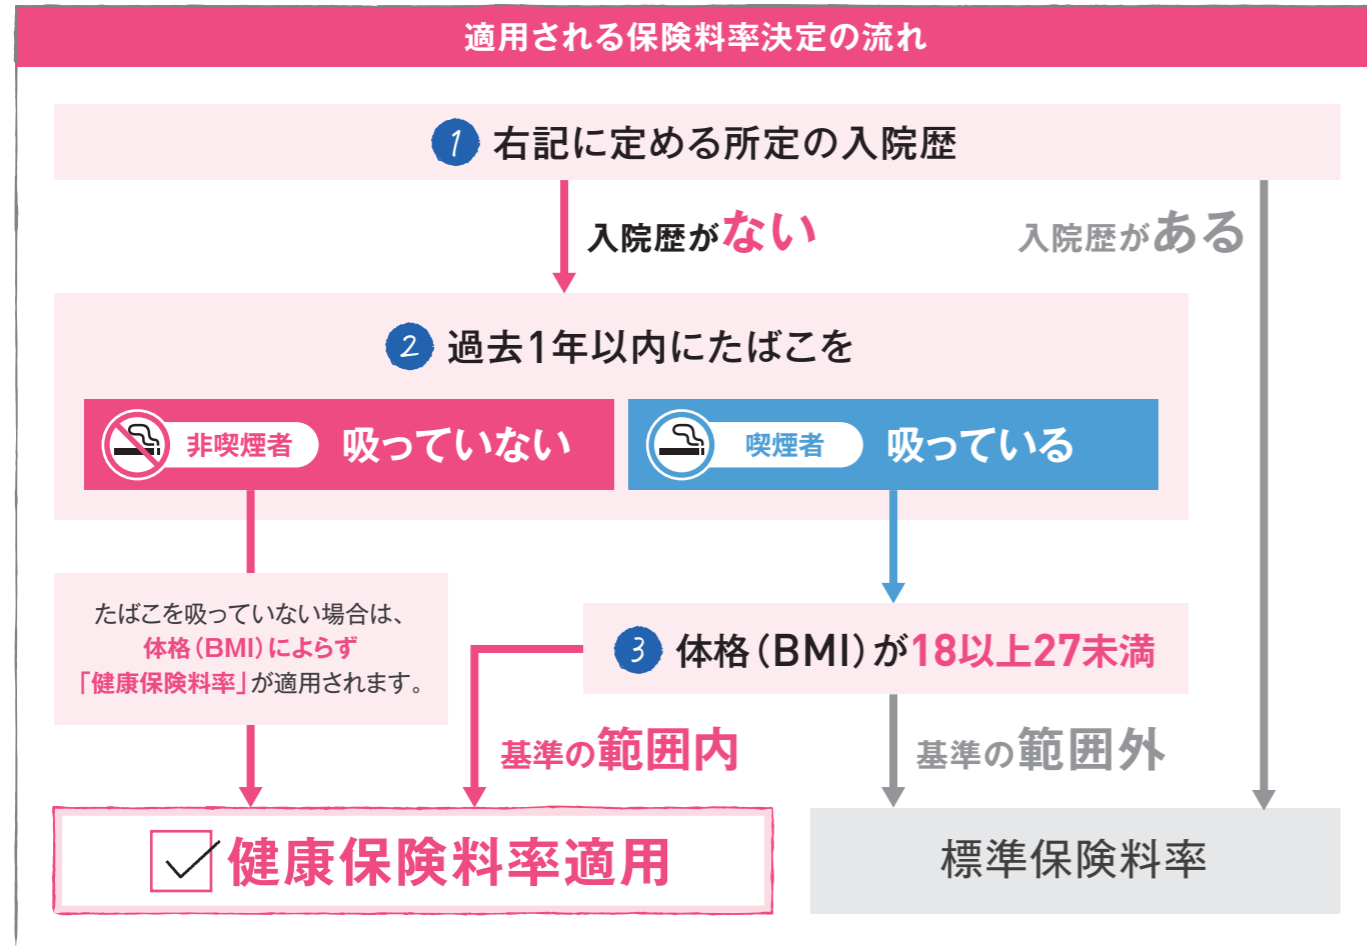 適用される保険料率決定の流れ
1 右記に定める所定の入院歴
入院歴がない
入院歴がある
2 過去1年以内にたばこを
非喫煙者 吸っていない
喫煙者 吸っている
たばこを吸っていない場合は、
体格(BMI)によらず
「健康保険料率」が適用されます。
3 体格(BMI)が18以上27未満
基準の範囲内
基準の範囲外
健康保険料率適用
標準保険料率